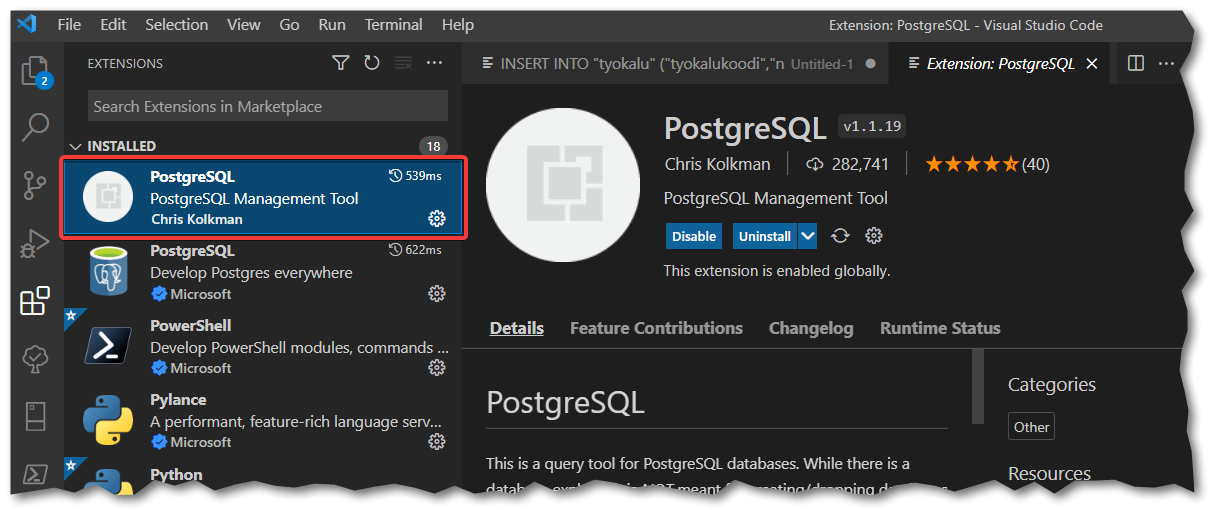 File Edit Selection View Go Run Terminal Help Extension: PostgreSQL - Visual Studio Code
2
EXTENSIONS
Search Extensions in Marketplace
INSTALLED 18
PostgreSQL 539ms
PostgreSQL Management Tool
Chris Kolkman
PostgreSQL 622ms
Develop Postgres everywhere
Microsoft
PowerShell
Develop PowerShell modules, commands ...
Microsoft
Pylance
A performant, feature-rich language serv...
Microsoft
Python
INSERT INTO "tyokalu" ("tyokalukoodi","n Untitled-1
Extension: PostgreSQL
PostgreSQL v1.1.19
Chris Kolkman 282,741 (40)
PostgreSQL Management Tool
Disable Uninstall
This extension is enabled globally.
Details Feature Contributions Changelog Runtime Status
PostgreSQL
This is a query tool for PostgreSQL databases. While there is a
Categories
Other
Resources